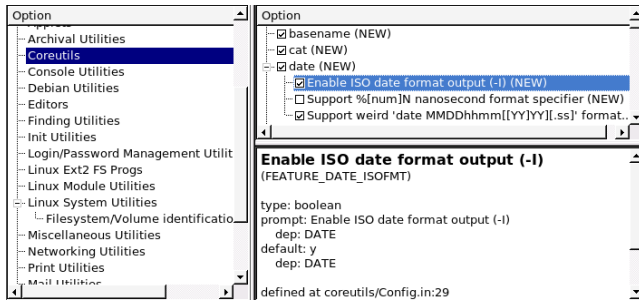 Option
Archival Utilities
Coreutils
Console Utilities
Debian Utilities
Editors
Finding Utilities
Init Utilities
Login/Password Management Utilit
Linux Ext2 FS Progs
Linux Module Utilities
Linux System Utilities
Filesystem/Volume identificatio
Miscellaneous Utilities
Networking Utilities
Print Utilities
Mail Utilities
Option
basename (NEW)
cat (NEW)
date (NEW)
Enable ISO date format output (-I) (NEW)
Support %[num]N nanosecond format specifier (NEW)
Support weird 'date MMDDhhmm[[YY]YY][.ss]' format..
Enable ISO date format output (-I)
(FEATURE_DATE_ISOFMT)
type: boolean
prompt: Enable ISO date format output (-I)
dep: DATE
default: y
dep: DATE
defined at coreutils/Config.in:29